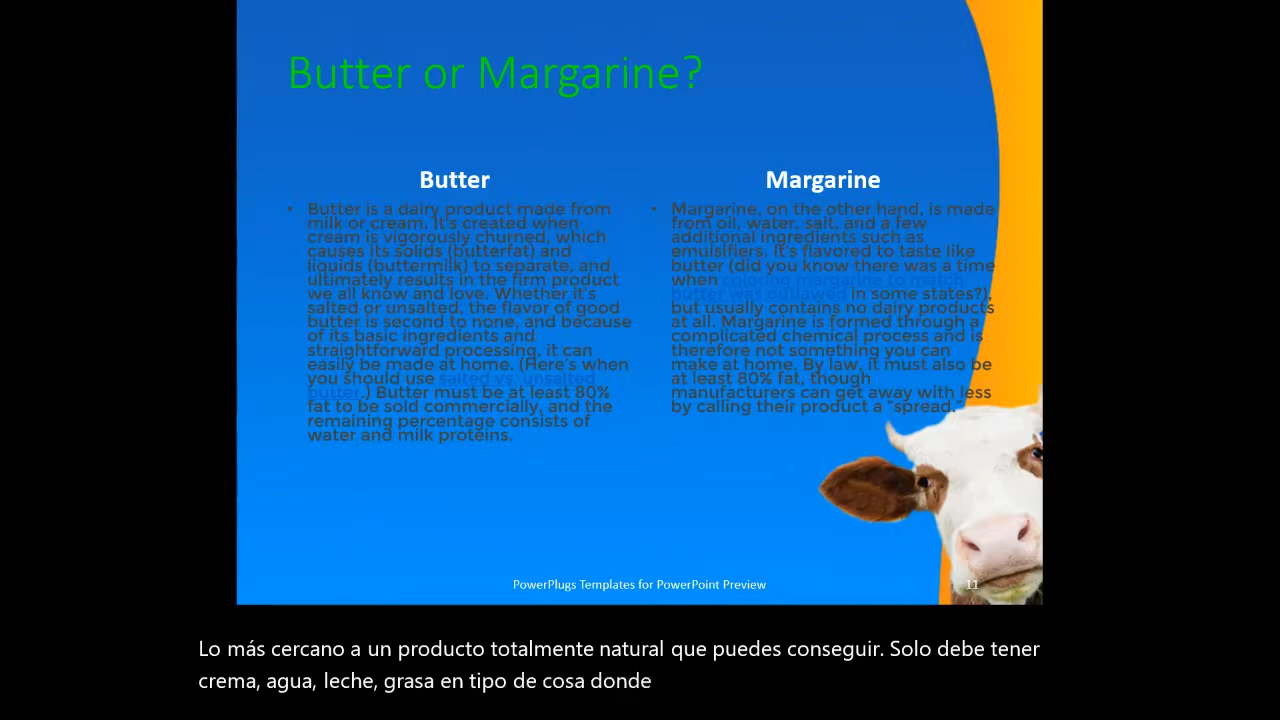 Butter or Margarine?
Butter
• Butter is a dairy product made from
milk or cream. It's created when
cream is vigorously churned, which
causes its solids (butterfat) and
liquids (buttermilk) to separate, and
ultimately results in the firm product
we all know and love. Whether it's
salted or unsalted, the flavor of good
butter is second to none, and because
of its basic ingredients and
straightforward processing, it can
easily be made at home. (Here's when
you should use salted vs. unsalted
butter.) Butter must be at least 80%
fat to be sold commercially, and the
remaining percentage consists of
water and milk proteins.
Margarine
• Margarine, on the other hand, is made
from oil, water, salt, and a few
additional ingredients such as
emulsifiers. It's flavored to taste like
butter (did you know there was a time
when coloring margarine to match
butter was outlawed in some states?),
but usually contains no dairy products
at all. Margarine is formed through a
complicated chemical process and is
therefore not something you can
make at home. By law, it must also be
at least 80% fat, though
manufacturers can get away with less
by calling their product a "spread."
PowerPlugs Templates for PowerPoint Preview
11
Lo más cercano a un producto totalmente natural que puedes conseguir. Solo debe tener
crema, agua, leche, grasa en tipo de cosa donde